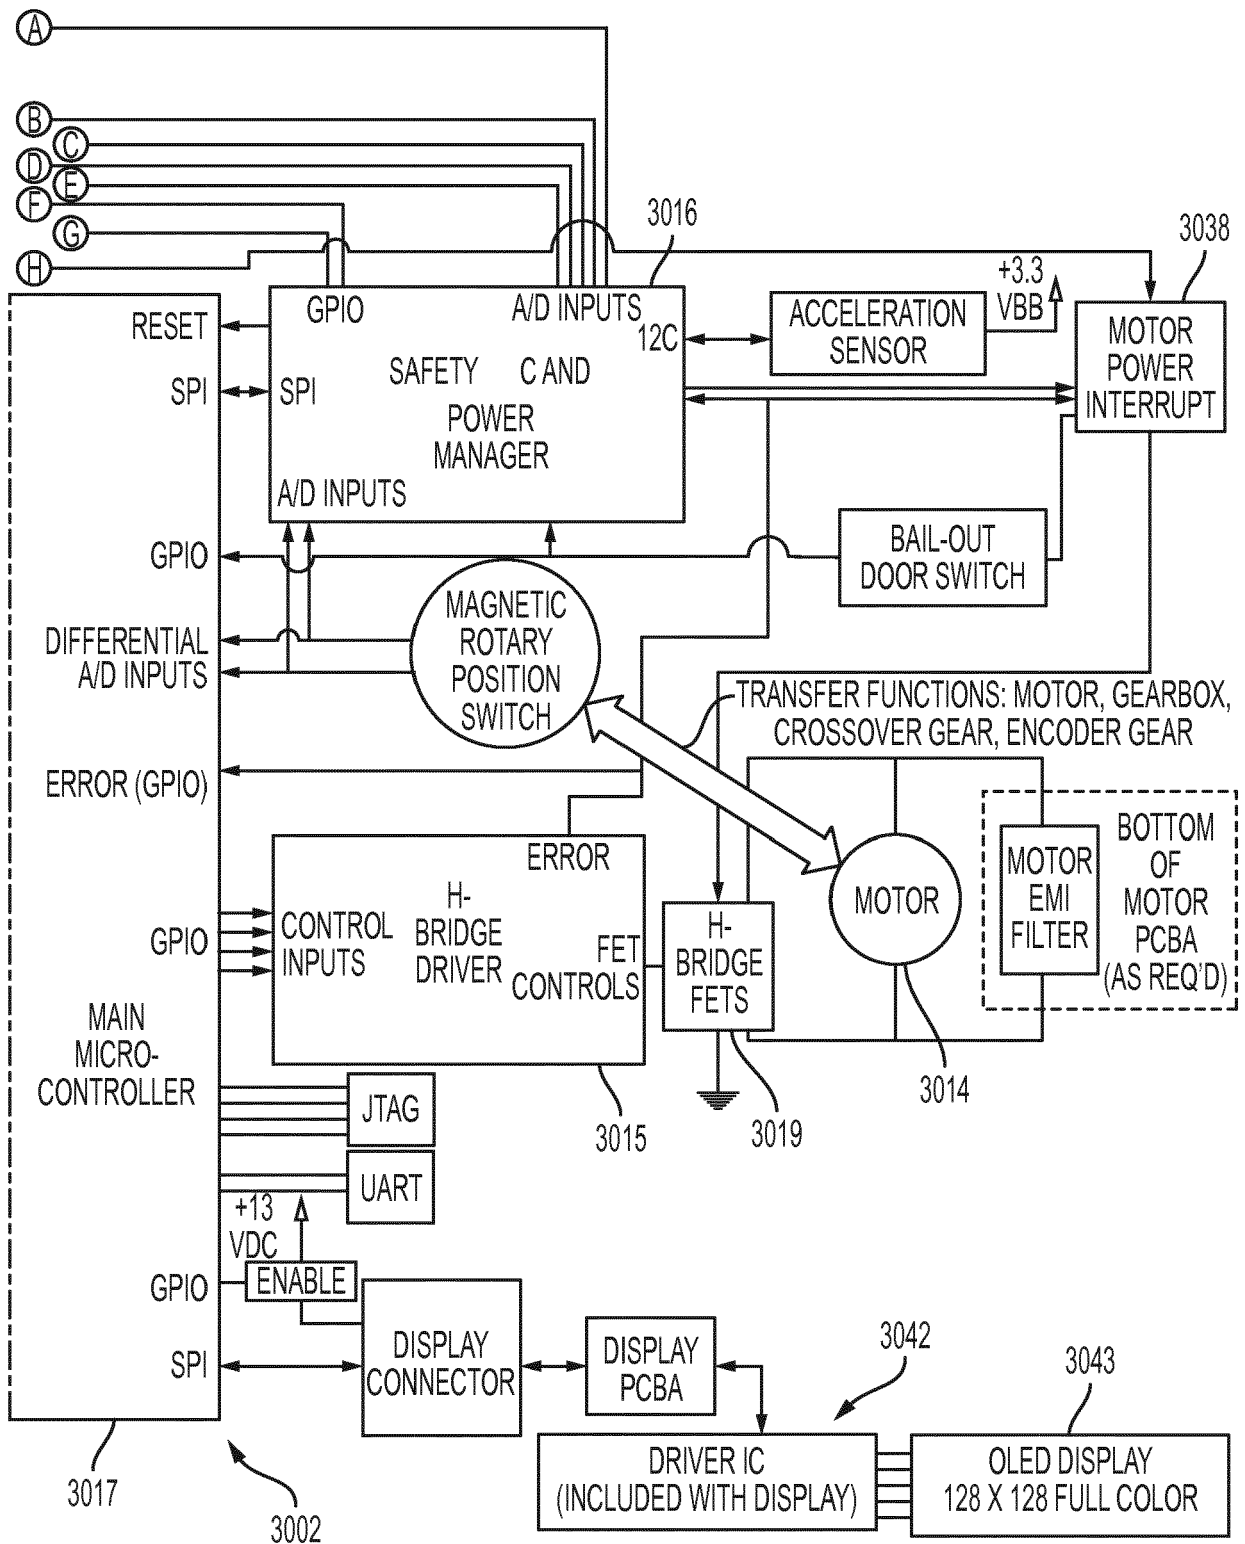 A
B
C
D
E
F
G
H
3016
3038
+3.3
VBB
GPIO
A/D INPUTS
12C
RESET
SPI
SPI
SAFETY C AND
POWER
MANAGER
A/D INPUTS
ACCELERATION
SENSOR
MOTOR
POWER
INTERRUPT
GPIO
BAIL-OUT
DOOR SWITCH
DIFFERENTIAL
A/D INPUTS
MAGNETIC
ROTARY
POSITION
SWITCH
TRANSFER FUNCTIONS: MOTOR, GEARBOX,
CROSSOVER GEAR, ENCODER GEAR
ERROR (GPIO)
ERROR
H-
BRIDGE
DRIVER
CONTROL
INPUTS
FET
CONTROLS
GPIO
H-
BRIDGE
FETS
MOTOR
MOTOR
EMI
FILTER
BOTTOM
OF
MOTOR
PCBA
(AS REQ'D)
MAIN
MICRO-
CONTROLLER
3014
3015
3019
JTAG
UART
+13
VDC
GPIO
ENABLE
SPI
DISPLAY
CONNECTOR
DISPLAY
PCBA
3042
3043
DRIVER IC
(INCLUDED WITH DISPLAY)
OLED DISPLAY
128 X 128 FULL COLOR
3017
3002